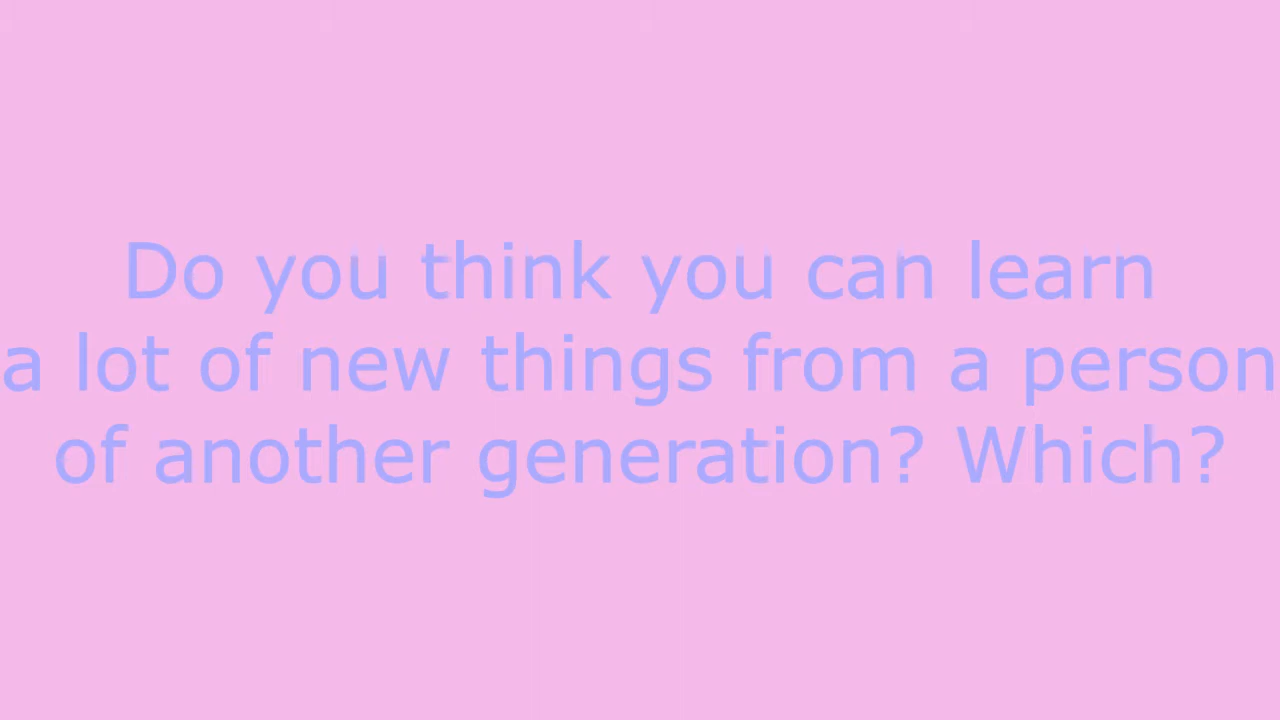 Do you think you can learn
a lot of new things from a person
of another generation? Which?